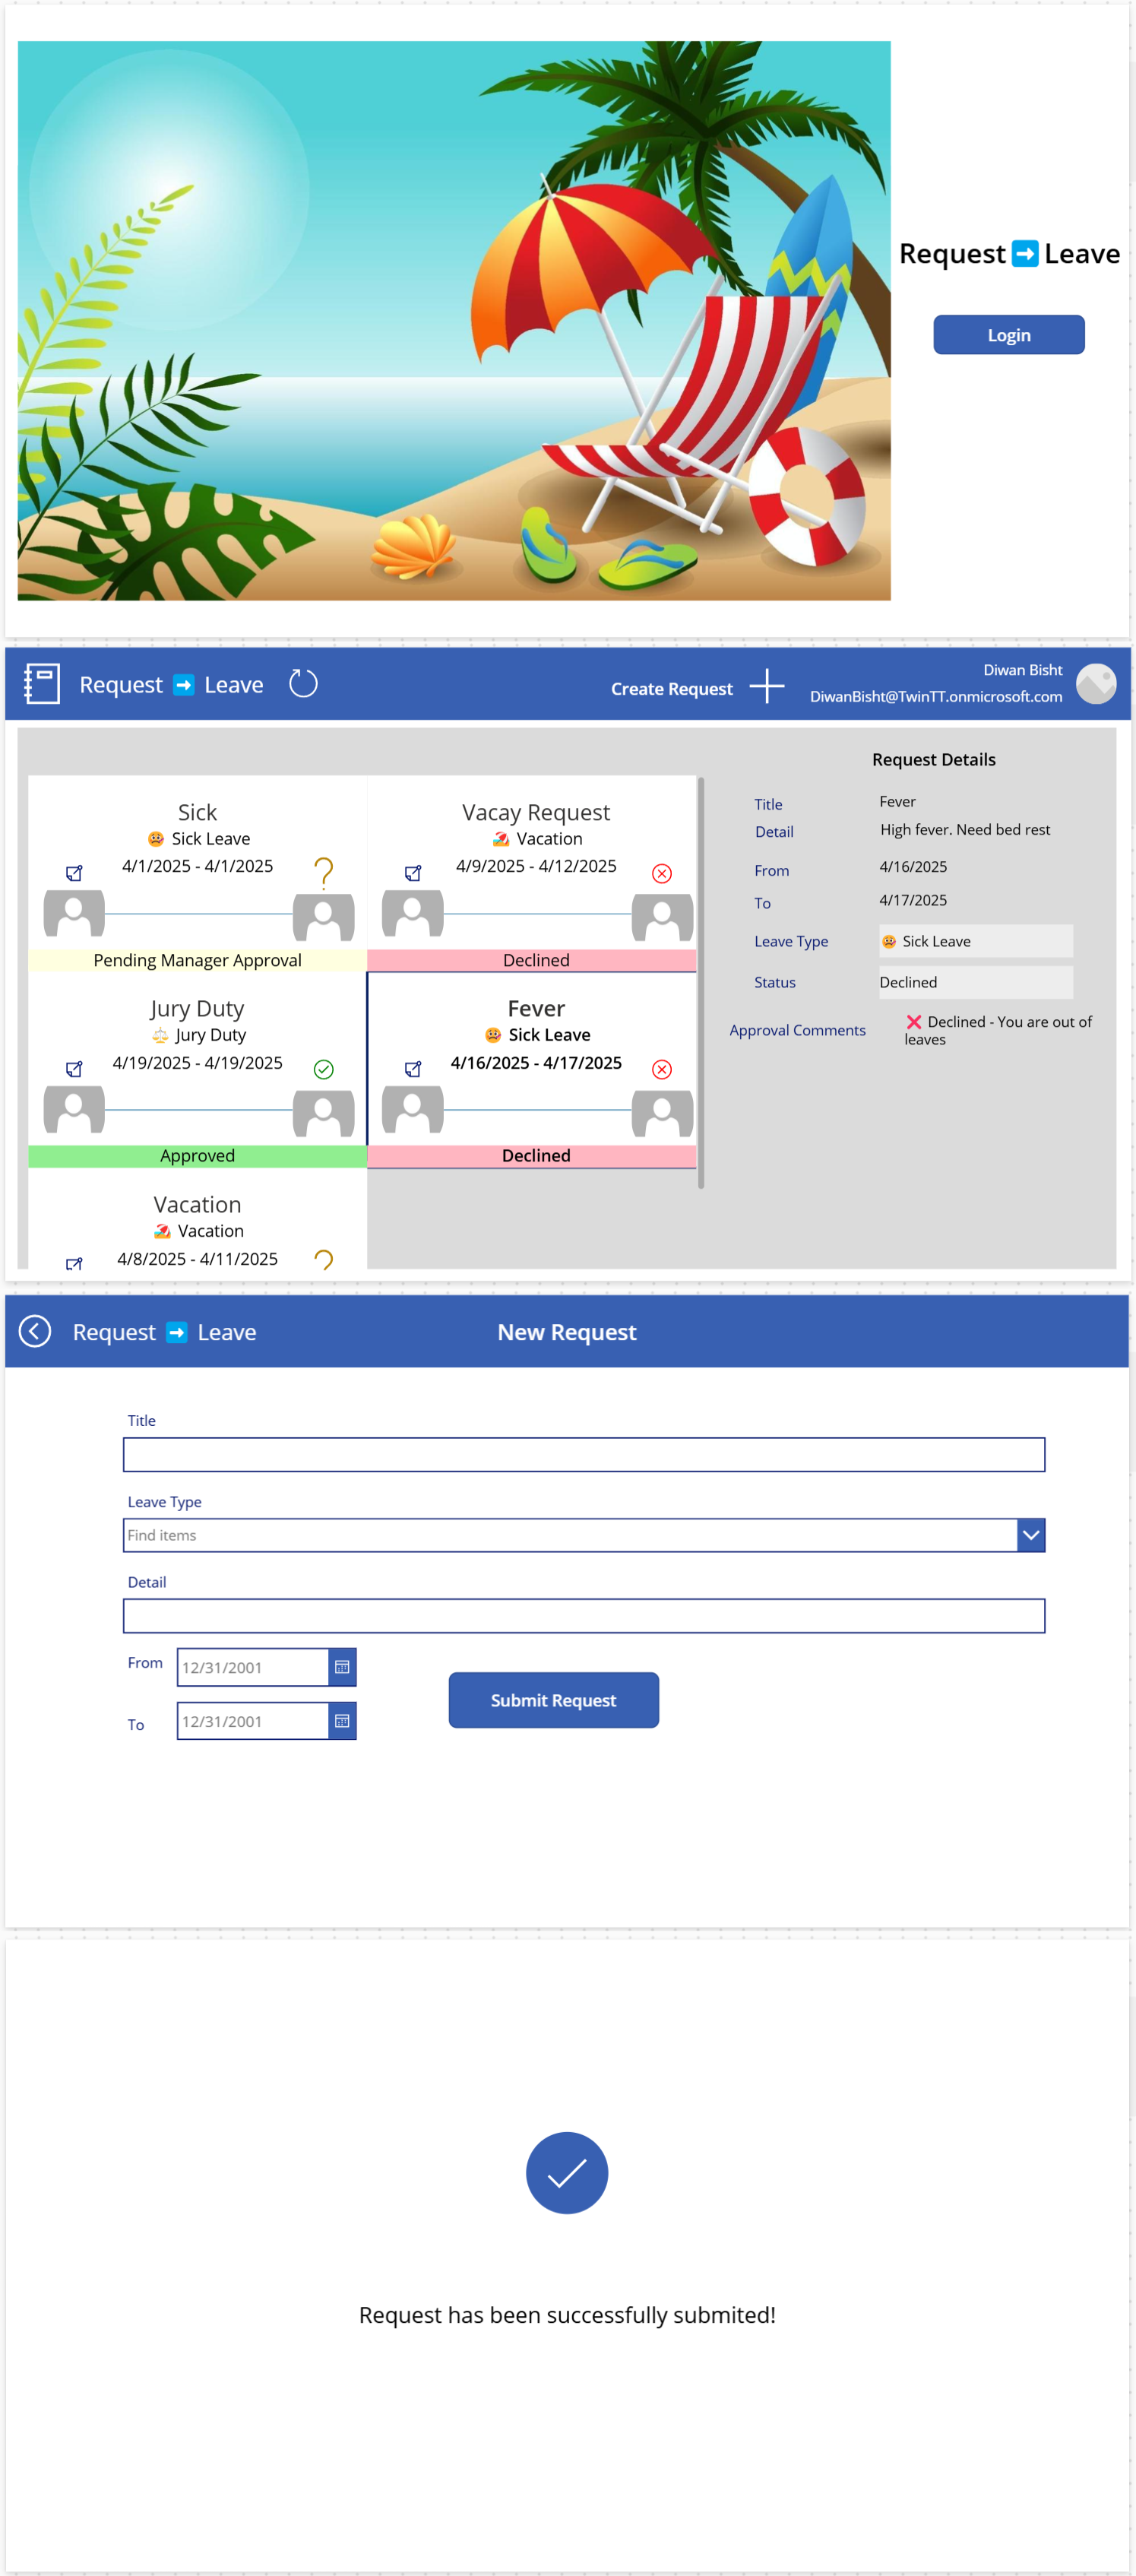 Request ➡️ Leave
Login
Request ➡️ Leave
Create Request
Diwan Bisht
DiwanBisht@TwinTT.onmicrosoft.com
Sick
🤒 Sick Leave
4/1/2025 - 4/1/2025
?
Pending Manager Approval
Vacay Request
🏖️ Vacation
4/9/2025 - 4/12/2025
Declined
Jury Duty
⚖️ Jury Duty
4/19/2025 - 4/19/2025
Approved
Fever
🤒 Sick Leave
4/16/2025 - 4/17/2025
Declined
Vacation
🏖️ Vacation
4/8/2025 - 4/11/2025
?
Request Details
Title Fever
Detail High fever. Need bed rest
From 4/16/2025
To 4/17/2025
Leave Type 🤒 Sick Leave
Status Declined
Approval Comments ❌ Declined - You are out of
leaves
Request ➡️ Leave
New Request
Title
Leave Type
Find items
Detail
From 12/31/2001
To 12/31/2001
Submit Request
Request has been successfully submited!